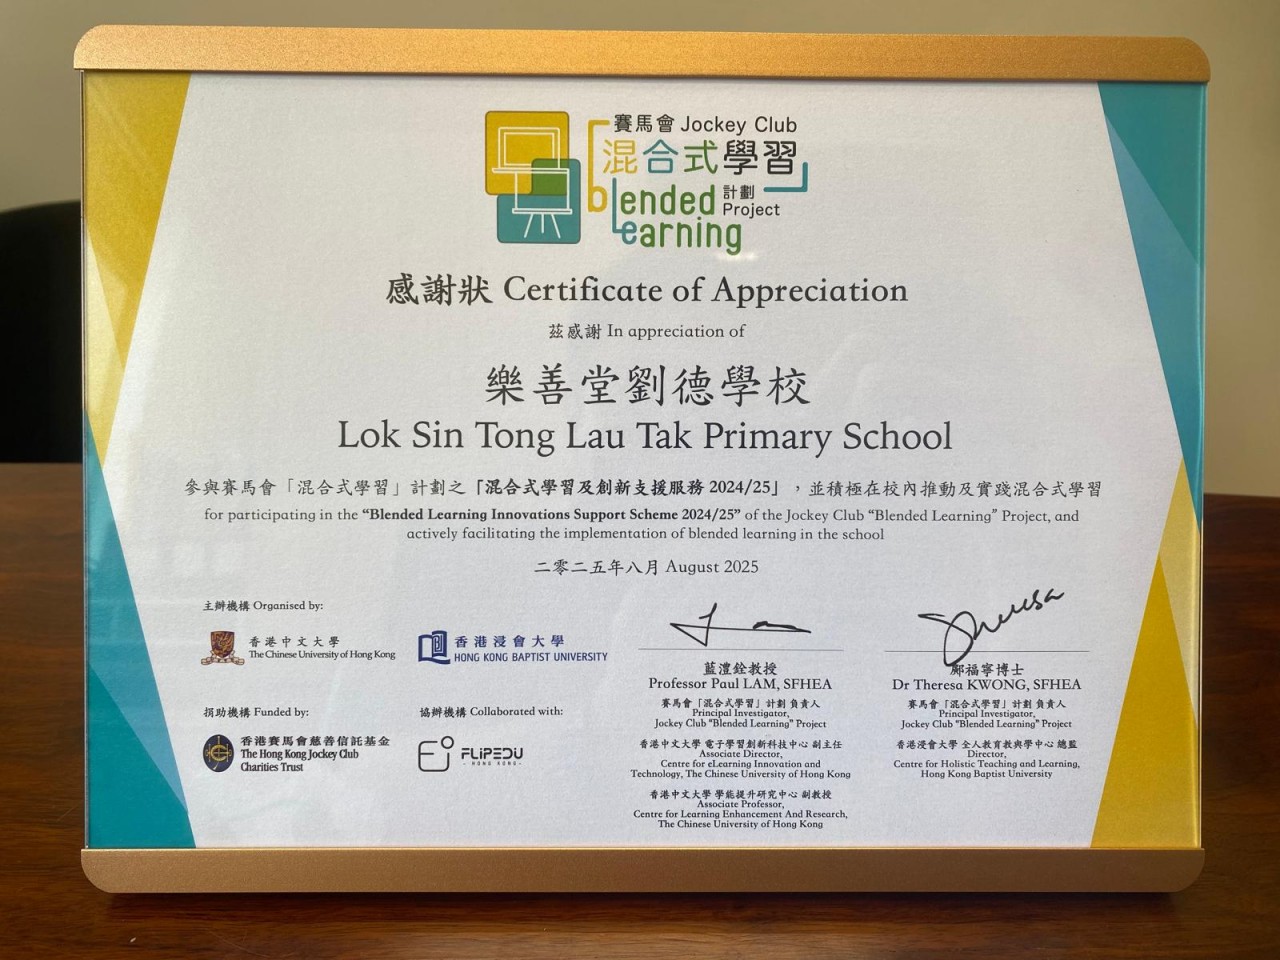 賽馬會 Jockey Club
混合式學習
blended 計劃 Project
Learning
感謝狀 Certificate of Appreciation
茲感謝 In appreciation of
樂善堂劉德學校
Lok Sin Tong Lau Tak Primary School
參與賽馬會「混合式學習」計劃之「混合式學習及創新支援服務 2024/25」，並積極在校內推動及實踐混合式學習
for participating in the “Blended Learning Innovations Support Scheme 2024/25” of the Jockey Club “Blended Learning” Project, and
actively facilitating the implementation of blended learning in the school
二零二五年八月 August 2025
主辦機構 Organised by:
香港中文大學
The Chinese University of Hong Kong
香港浸會大學
HONG KONG BAPTIST UNIVERSITY
捐助機構 Funded by:
香港賽馬會慈善信託基金
The Hong Kong Jockey Club
Charities Trust
協辦機構 Collaborated with:
FLIPEDU
- HONG KONG -
藍澧銓教授
Professor Paul LAM, SFHEA
賽馬會「混合式學習」計劃 負責人
Principal Investigator,
Jockey Club “Blended Learning” Project
香港中文大學 電子學習創新科技中心 副主任
Associate Director,
Centre for eLearning Innovation and
Technology, The Chinese University of Hong Kong
香港中文大學 學能提升研究中心 副教授
Associate Professor,
Centre for Learning Enhancement And Research,
The Chinese University of Hong Kong
Theresa
鄺福寧博士
Dr Theresa KWONG, SFHEA
賽馬會「混合式學習」計劃 負責人
Principal Investigator,
Jockey Club “Blended Learning” Project
香港浸會大學 全人教育教與學中心 總監
Director,
Centre for Holistic Teaching and Learning,
Hong Kong Baptist University